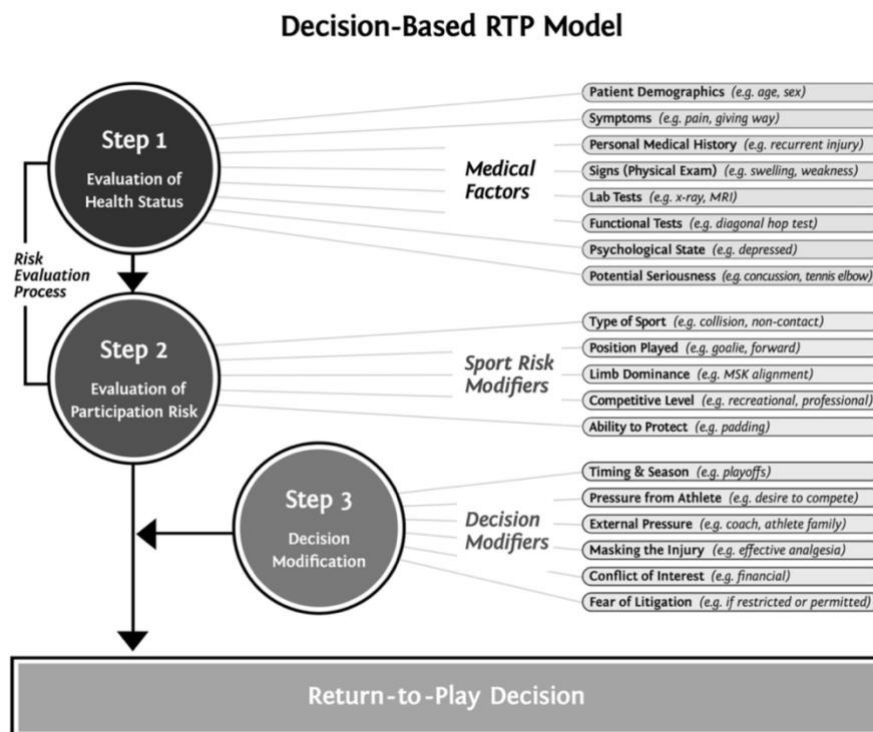 Decision-Based RTP Model
Step 1
Evaluation of
Health Status
Medical
Factors
Patient Demographics (e.g. age, sex)
Symptoms (e.g. pain, giving way)
Personal Medical History (e.g. recurrent injury)
Signs (Physical Exam) (e.g. swelling, weakness)
Lab Tests (e.g. x-ray, MRI)
Functional Tests (e.g. diagonal hop test)
Psychological State (e.g. depressed)
Potential Seriousness (e.g. concussion, tennis elbow)
Risk
Evaluation
Process
Step 2
Evaluation of
Participation Risk
Sport Risk
Modifiers
Type of Sport (e.g. collision, non-contact)
Position Played (e.g. goalie, forward)
Limb Dominance (e.g. MSK alignment)
Competitive Level (e.g. recreational, professional)
Ability to Protect (e.g. padding)
Step 3
Decision
Modification
Decision
Modifiers
Timing & Season (e.g. playoffs)
Pressure from Athlete (e.g. desire to compete)
External Pressure (e.g. coach, athlete family)
Masking the Injury (e.g. effective analgesia)
Conflict of Interest (e.g. financial)
Fear of Litigation (e.g. if restricted or permitted)
Return-to-Play Decision